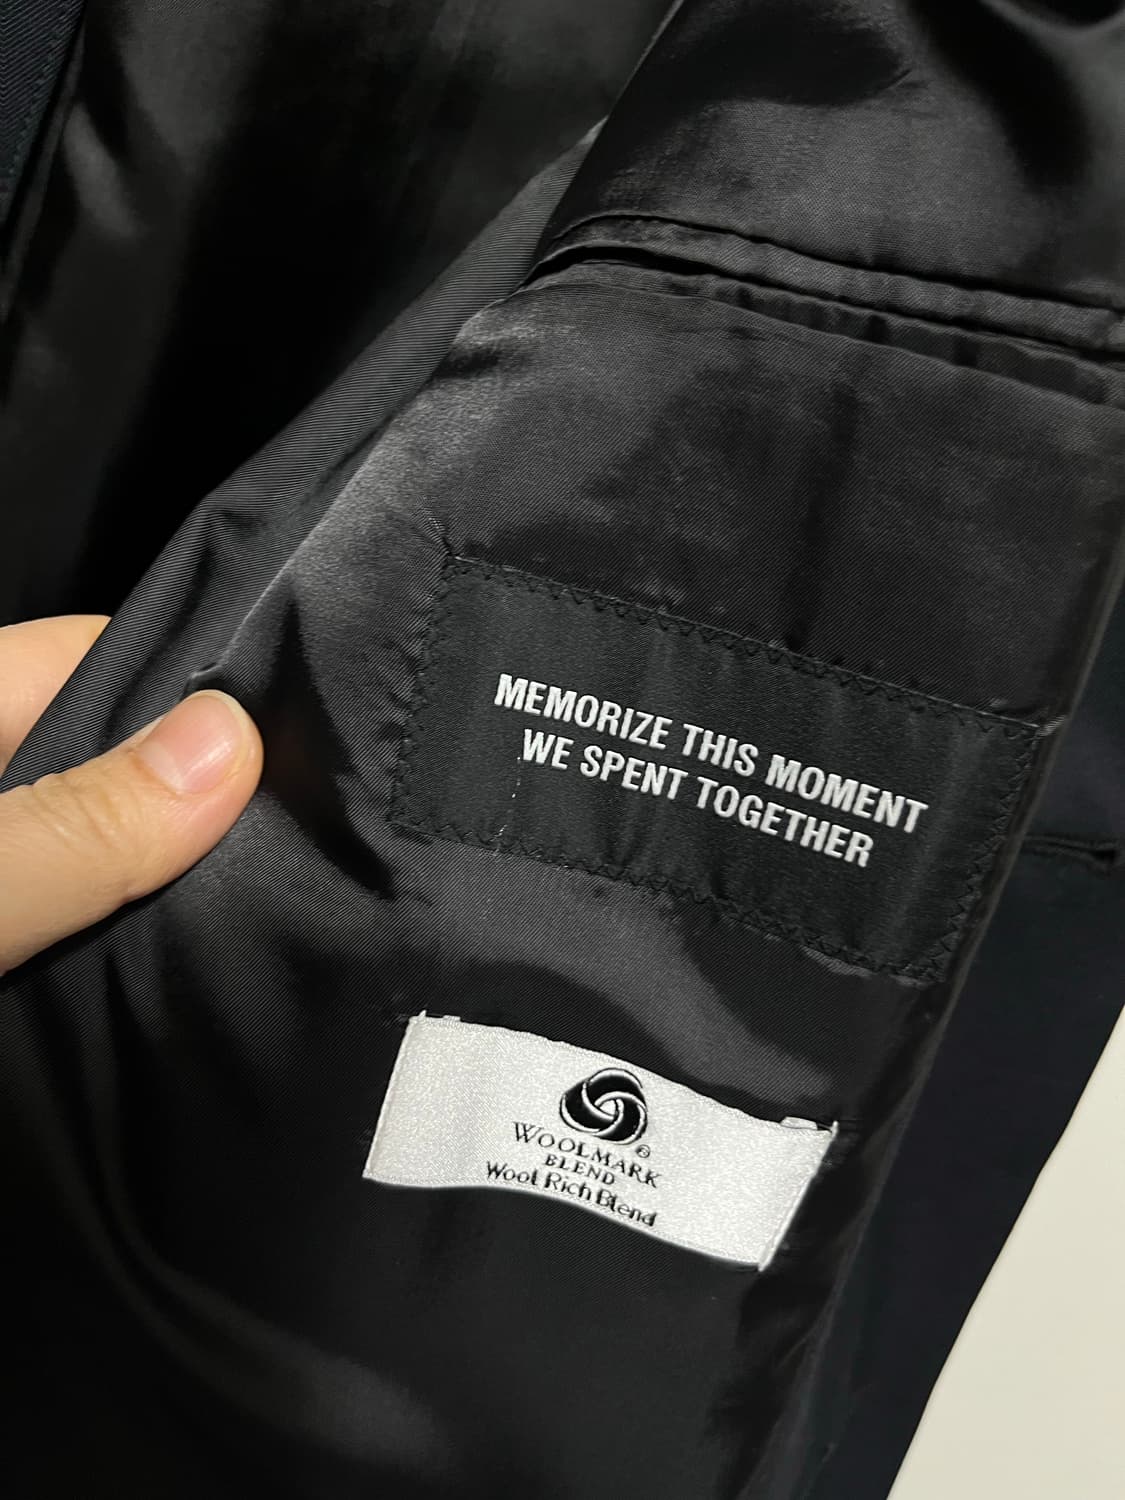 MEMORIZE THIS MOMENT
WE SPENT TOGETHER
®
WOOLMARK
BLEND
Wool Rich Blend